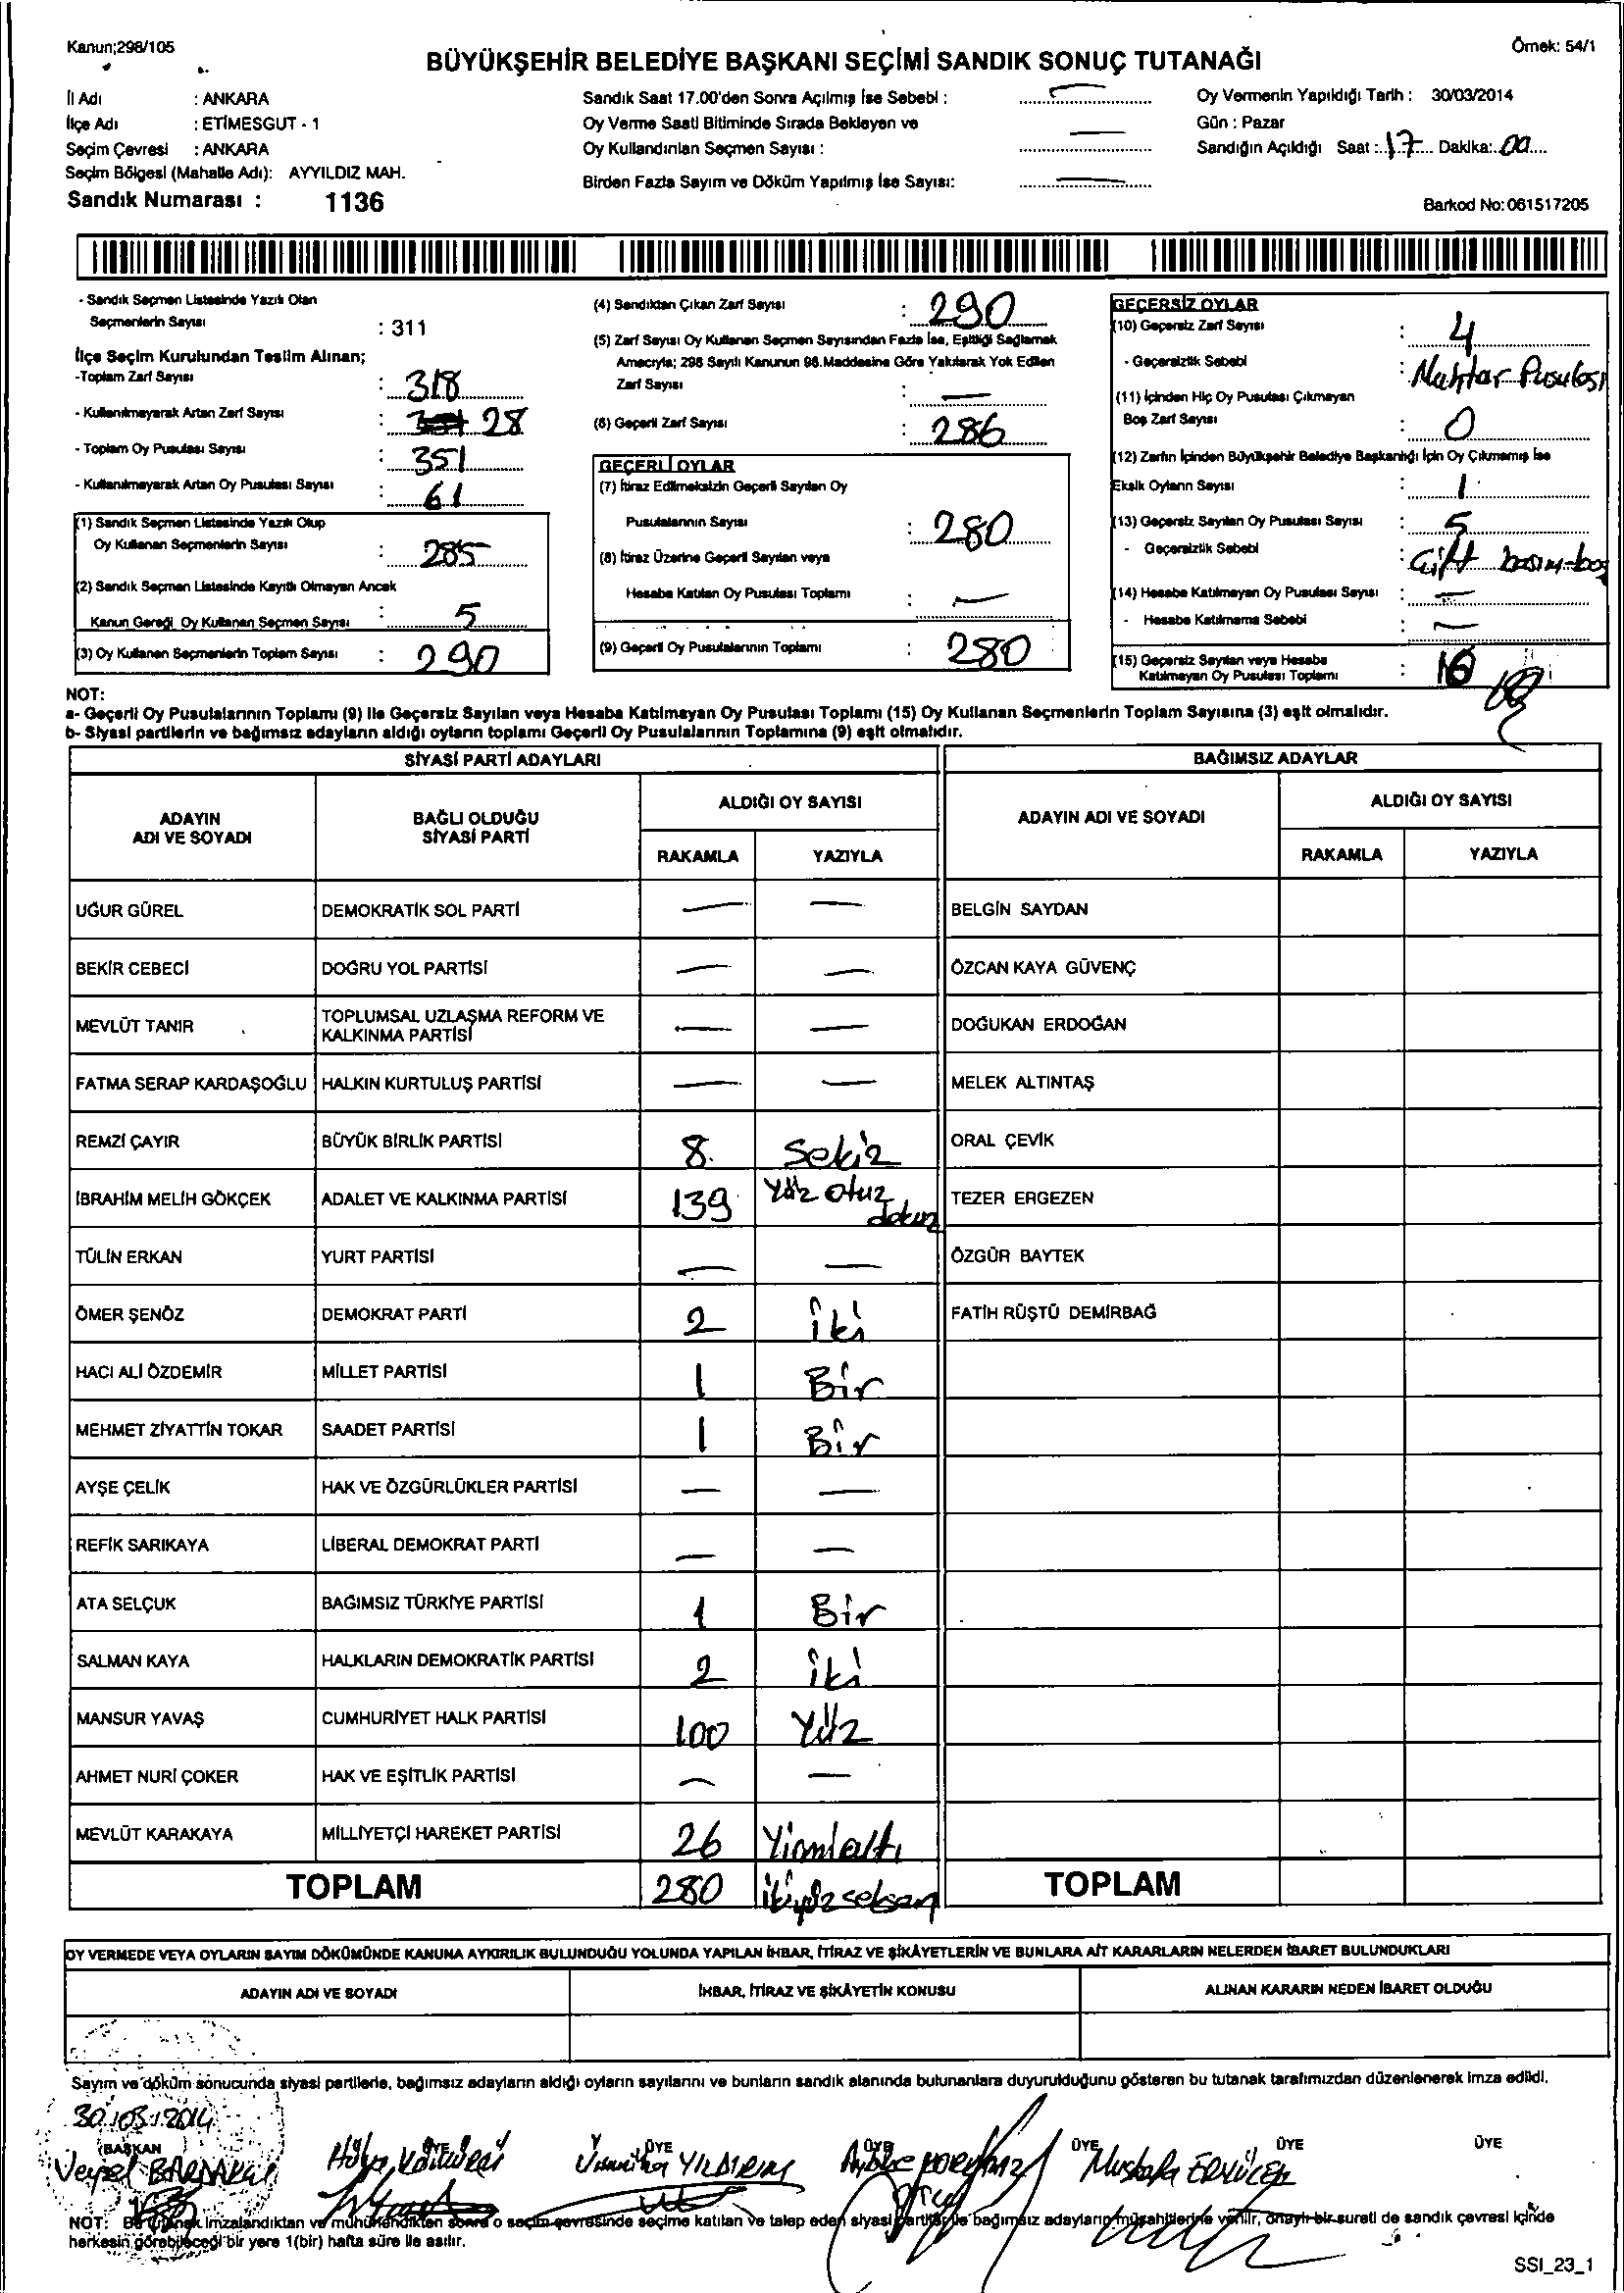 Kanun;298/105
Örnek: 54/1
BÜYÜKŞEHİR BELEDİYE BAŞKANI SEÇİMİ SANDIK SONUÇ TUTANAĞI
İl Adı : ANKARA
İlçe Adı : ETİMESGUT - 1
Seçim Çevresi : ANKARA
Seçim Bölgesi (Mahalle Adı): AYYILDIZ MAH.
Sandık Numarası : 1136
Sandık Saat 17.00'den Sonra Açılmış İse Sebebi : —
Oy Verme Saati Bitiminde Sırada Bekleyen ve
Oy Kullandırılan Seçmen Sayısı : —
Birden Fazla Sayım ve Döküm Yapılmış İse Sayısı: —
Oy Vermenin Yapıldığı Tarih : 30/03/2014
Gün : Pazar
Sandığın Açıldığı Saat : 17 Dakika: 00
Barkod No:061517205
- Sandık Seçmen Listesinde Yazılı Olan
Seçmenlerin Sayısı : 311
İlçe Seçim Kurulundan Teslim Alınan;
-Toplam Zarf Sayısı : 318
- Kullanılmayarak Artan Zarf Sayısı : 28
- Toplam Oy Pusulası Sayısı : 351
- Kullanılmayarak Artan Oy Pusulası Sayısı : 61
(1) Sandık Seçmen Listesinde Yazılı Olup
Oy Kullanan Seçmenlerin Sayısı : 285
(2) Sandık Seçmen Listesinde Kayıtlı Olmayan Ancak
Kanun Gereği Oy Kullanan Seçmen Sayısı : 5
(3) Oy Kullanan Seçmenlerin Toplam Sayısı : 290
(4) Sandıktan Çıkan Zarf Sayısı : 290
(5) Zarf Sayısı Oy Kullanan Seçmen Sayısından Fazla İse, Eşitliği Sağlamak
Amacıyla; 298 Sayılı Kanunun 98.Maddesine Göre Yakılarak Yok Edilen
Zarf Sayısı : —
(6) Geçerli Zarf Sayısı : 286
GEÇERLİ OYLAR
(7) İtiraz Edilmeksizin Geçerli Sayılan Oy
Pusulalarının Sayısı : 280
(8) İtiraz Üzerine Geçerli Sayılan veya
Hesaba Katılan Oy Pusulası Toplamı : —
(9) Geçerli Oy Pusulalarının Toplamı : 280
GEÇERSİZ OYLAR
(10) Geçersiz Zarf Sayısı : 4
- Geçersizlik Sebebi : Muhtar Pusulası
(11) İçinden Hiç Oy Pusulası Çıkmayan
Boş Zarf Sayısı : 0
(12) Zarfın İçinden Büyükşehir Belediye Başkanlığı İçin Oy Çıkmamış İse
Eksik Oyların Sayısı : 1
(13) Geçersiz Sayılan Oy Pusulası Sayısı : 5
- Geçersizlik Sebebi : Çift basım-boş
(14) Hesaba Katılmayan Oy Pusulası Sayısı : —
- Hesaba Katılmama Sebebi : —
(15) Geçersiz Sayılan veya Hesaba
Katılmayan Oy Pusulası Toplamı : 10
NOT:
a- Geçerli Oy Pusulalarının Toplamı (9) ile Geçersiz Sayılan veya Hesaba Katılmayan Oy Pusulası Toplamı (15) Oy Kullanan Seçmenlerin Toplam Sayısına (3) eşit olmalıdır.
b- Siyasi partilerin ve bağımsız adayların aldığı oyların toplamı Geçerli Oy Pusulalarının Toplamına (9) eşit olmalıdır.
SİYASİ PARTİ ADAYLARI
BAĞIMSIZ ADAYLAR
ADAYIN ADI VE SOYADI
BAĞLI OLDUĞU SİYASİ PARTİ
ALDIĞI OY SAYISI
RAKAMLA YAZIYLA
ADAYIN ADI VE SOYADI
ALDIĞI OY SAYISI
RAKAMLA YAZIYLA
UĞUR GÜREL DEMOKRATİK SOL PARTİ — — BELGİN SAYDAN
BEKİR CEBECİ DOĞRU YOL PARTİSİ — — ÖZCAN KAYA GÜVENÇ
MEVLÜT TANIR TOPLUMSAL UZLAŞMA REFORM VE KALKINMA PARTİSİ — — DOĞUKAN ERDOĞAN
FATMA SERAP KARDAŞOĞLU HALKIN KURTULUŞ PARTİSİ — — MELEK ALTINTAŞ
REMZİ ÇAYIR BÜYÜK BİRLİK PARTİSİ 8 Sekiz ORAL ÇEVİK
İBRAHİM MELİH GÖKÇEK ADALET VE KALKINMA PARTİSİ 139 Yüz otuz dokuz TEZER ERGEZEN
TÜLİN ERKAN YURT PARTİSİ — — ÖZGÜR BAYTEK
ÖMER ŞENÖZ DEMOKRAT PARTİ 2 iki FATİH RÜŞTÜ DEMİRBAĞ
HACI ALİ ÖZDEMİR MİLLET PARTİSİ 1 Bir
MEHMET ZİYATTİN TOKAR SAADET PARTİSİ 1 Bir
AYŞE ÇELİK HAK VE ÖZGÜRLÜKLER PARTİSİ — —
REFİK SARIKAYA LİBERAL DEMOKRAT PARTİ — —
ATA SELÇUK BAĞIMSIZ TÜRKİYE PARTİSİ 1 Bir
SALMAN KAYA HALKLARIN DEMOKRATİK PARTİSİ 2 iki
MANSUR YAVAŞ CUMHURİYET HALK PARTİSİ 100 Yüz
AHMET NURİ ÇOKER HAK VE EŞİTLİK PARTİSİ — —
MEVLÜT KARAKAYA MİLLİYETÇİ HAREKET PARTİSİ 26 Yirmialtı
TOPLAM 280 ikiyüzseksen TOPLAM
OY VERMEDE VEYA OYLARIN SAYIM DÖKÜMÜNDE KANUNA AYKIRILIK BULUNDUĞU YOLUNDA YAPILAN İHBAR, İTİRAZ VE ŞİKÂYETLERİN VE BUNLARA AİT KARARLARIN NELERDEN İBARET BULUNDUKLARI
ADAYIN ADI VE SOYADI İHBAR, İTİRAZ VE ŞİKÂYETİN KONUSU ALINAN KARARIN NEDEN İBARET OLDUĞU
Sayım ve döküm sonucunda siyasi partilerle, bağımsız adayların aldığı oyların sayılarını ve bunların sandık alanında bulunanlara duyurulduğunu gösteren bu tutanak tarafımızdan düzenlenerek imza edildi.
30.03.2014
BAŞKAN ÜYE ÜYE ÜYE ÜYE ÜYE ÜYE
Veysel YILDIRIM Mustafa
NOT: Bu tutanak imzalandıktan ve mühürlendikten sonra o seçim çevresinde seçime katılan ve talep eden siyasi partiler ile bağımsız adayların müşahitlerine verilir, onaylı bir sureti de sandık çevresi içinde
herkesin görebileceği bir yere 1(bir) hafta süre ile asılır.
SSI_23_1